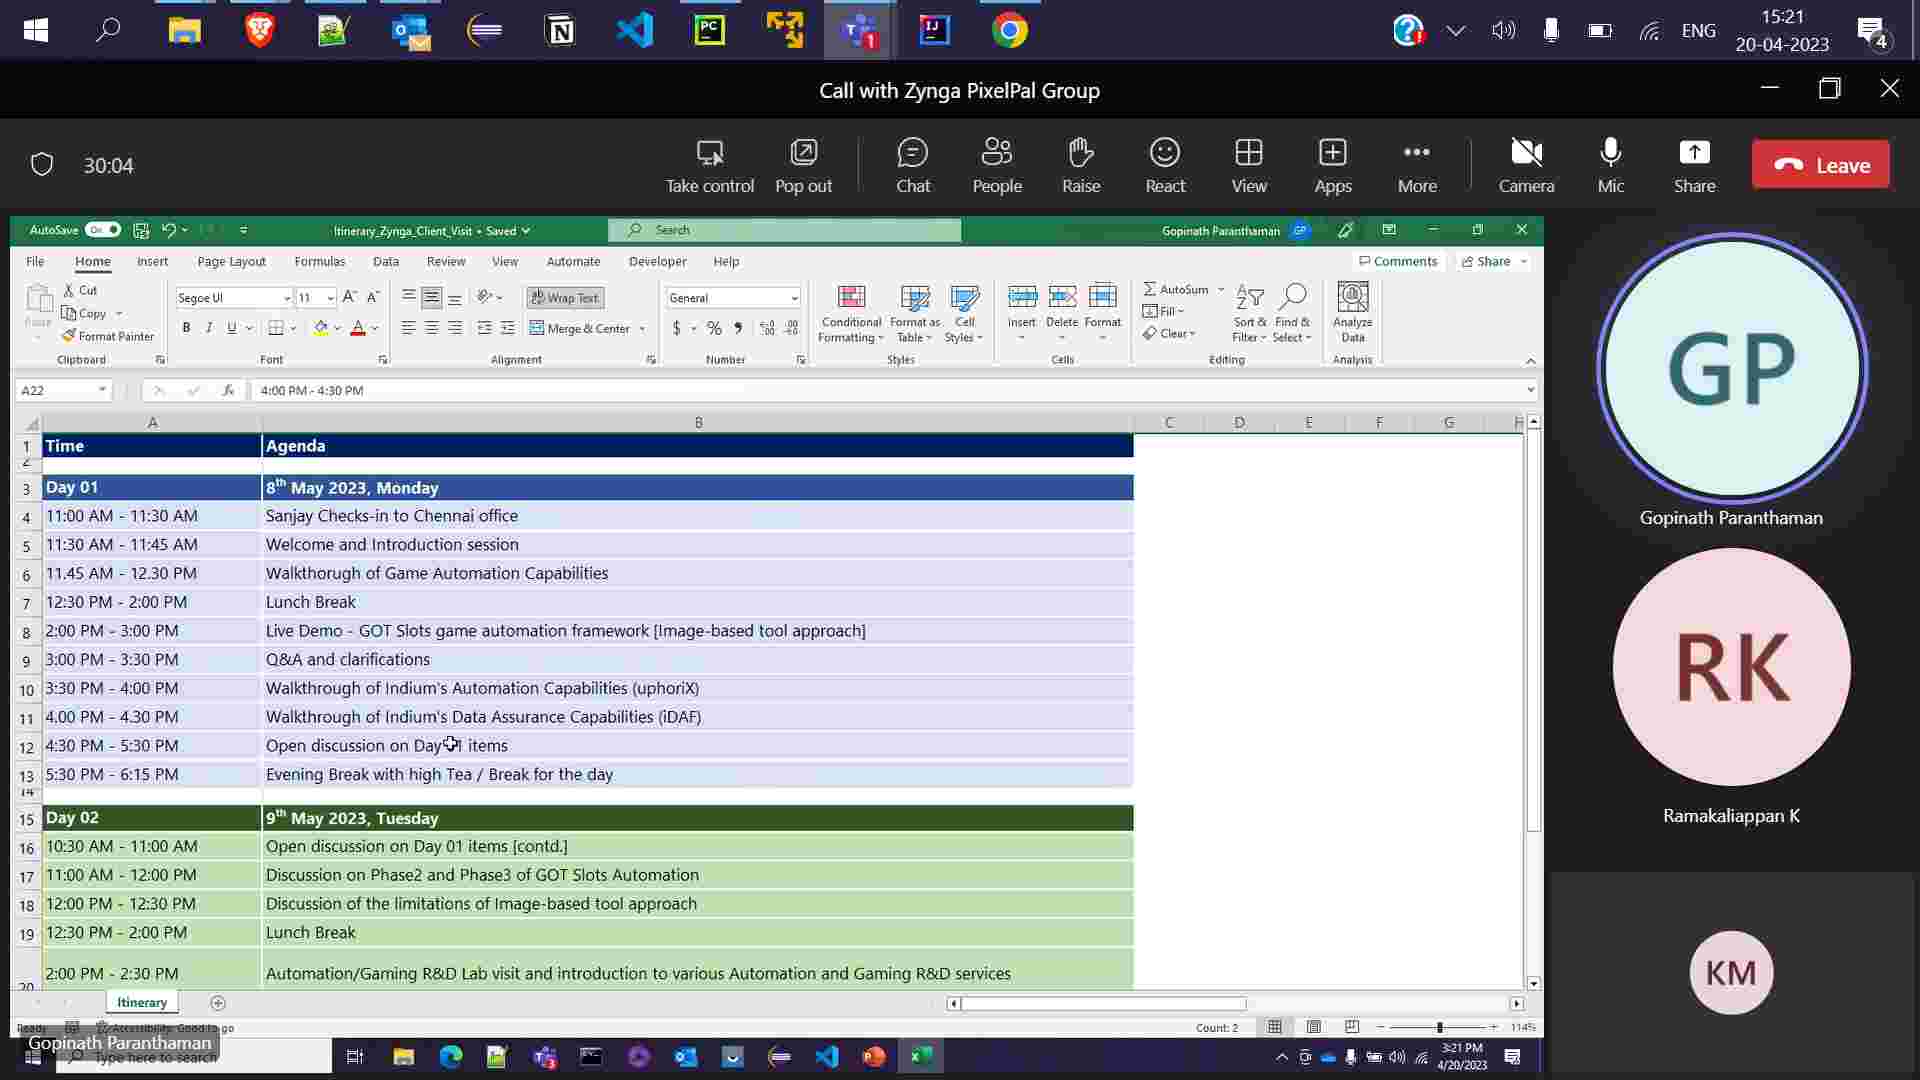 PC
T 1
IJ
ENG
15:21
20-04-2023
4
Call with Zynga PixelPal Group
30:04
Take control
Pop out
Chat
People
Raise
React
View
Apps
More
Camera
Mic
Share
Leave
AutoSave On
Itinerary_Zynga_Client_Visit • Saved
Search
Gopinath Paranthaman GP
File Home Insert Page Layout Formulas Data Review View Automate Developer Help
Comments Share
Cut
Copy
Format Painter
Paste
Clipboard
Segoe UI 11
B I U
Font
Wrap Text
Merge & Center
Alignment
General
$ % ,
Number
Conditional Formatting
Format as Table
Cell Styles
Styles
Insert Delete Format
Cells
AutoSum
Fill
Clear
Sort & Filter
Find & Select
Editing
Analyze Data
Analysis
A22 fx 4:00 PM - 4:30 PM
A B C D E F G H
1 Time Agenda
2
3 Day 01 8th May 2023, Monday
4 11:00 AM - 11:30 AM Sanjay Checks-in to Chennai office
5 11:30 AM - 11:45 AM Welcome and Introduction session
6 11.45 AM - 12.30 PM Walkthorugh of Game Automation Capabilities
7 12:30 PM - 2:00 PM Lunch Break
8 2:00 PM - 3:00 PM Live Demo - GOT Slots game automation framework [Image-based tool approach]
9 3:00 PM - 3:30 PM Q&A and clarifications
10 3:30 PM - 4:00 PM Walkthrough of Indium's Automation Capabilities (uphoriX)
11 4.00 PM - 4.30 PM Walkthrough of Indium's Data Assurance Capabilities (iDAF)
12 4:30 PM - 5:30 PM Open discussion on Day 1 items
13 5:30 PM - 6:15 PM Evening Break with high Tea / Break for the day
14
15 Day 02 9th May 2023, Tuesday
16 10:30 AM - 11:00 AM Open discussion on Day 01 items [contd.]
17 11:00 AM - 12:00 PM Discussion on Phase2 and Phase3 of GOT Slots Automation
18 12:00 PM - 12:30 PM Discussion of the limitations of Image-based tool approach
19 12:30 PM - 2:00 PM Lunch Break
20 2:00 PM - 2:30 PM Automation/Gaming R&D Lab visit and introduction to various Automation and Gaming R&D services
Itinerary
Ready Accessibility: Good to go
Count: 2
114%
Gopinath Paranthaman
Type here to search
3:21 PM
4/20/2023
GP
Gopinath Paranthaman
RK
Ramakaliappan K
KM